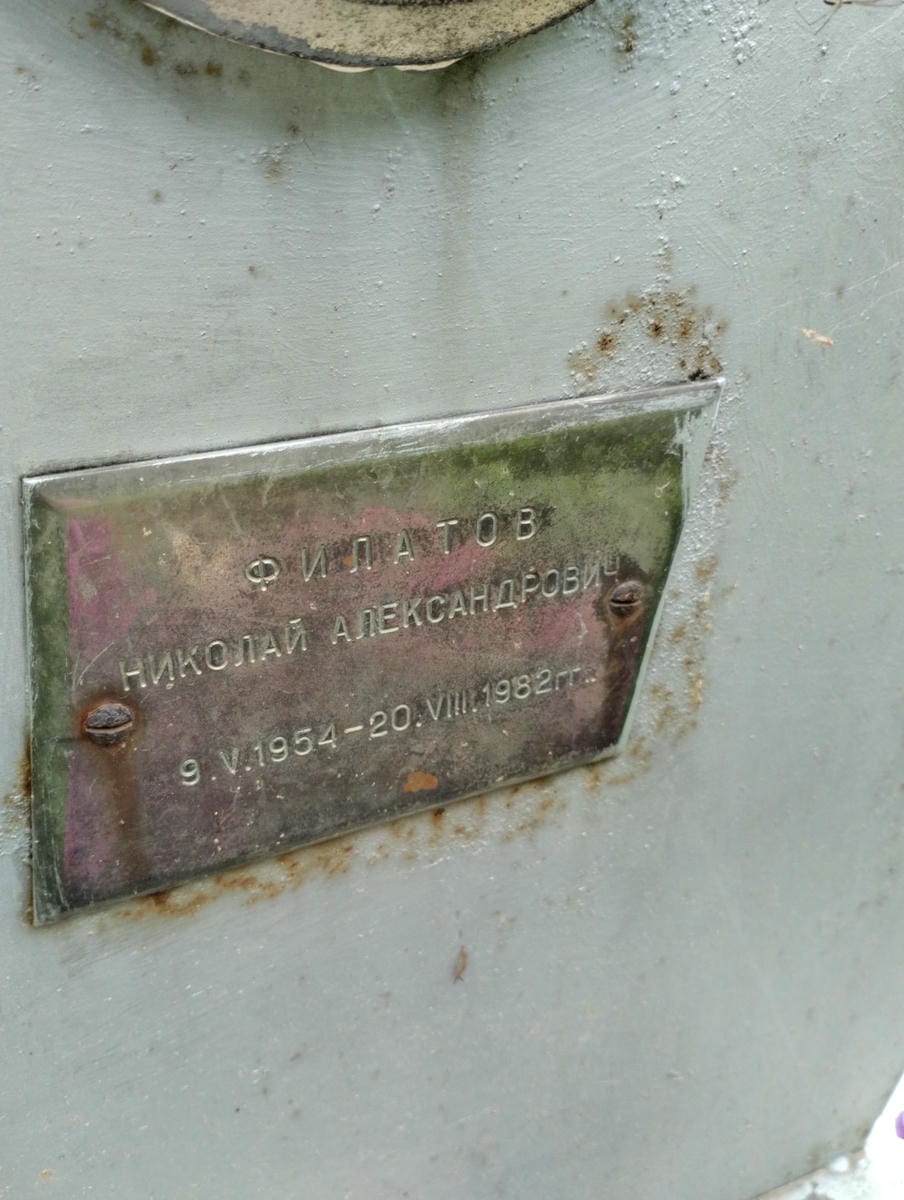 ФИЛАТОВ
НИКОЛАЙ АЛЕКСАНДРОВИЧ
9.V.1954-20.VIII.1982гг.